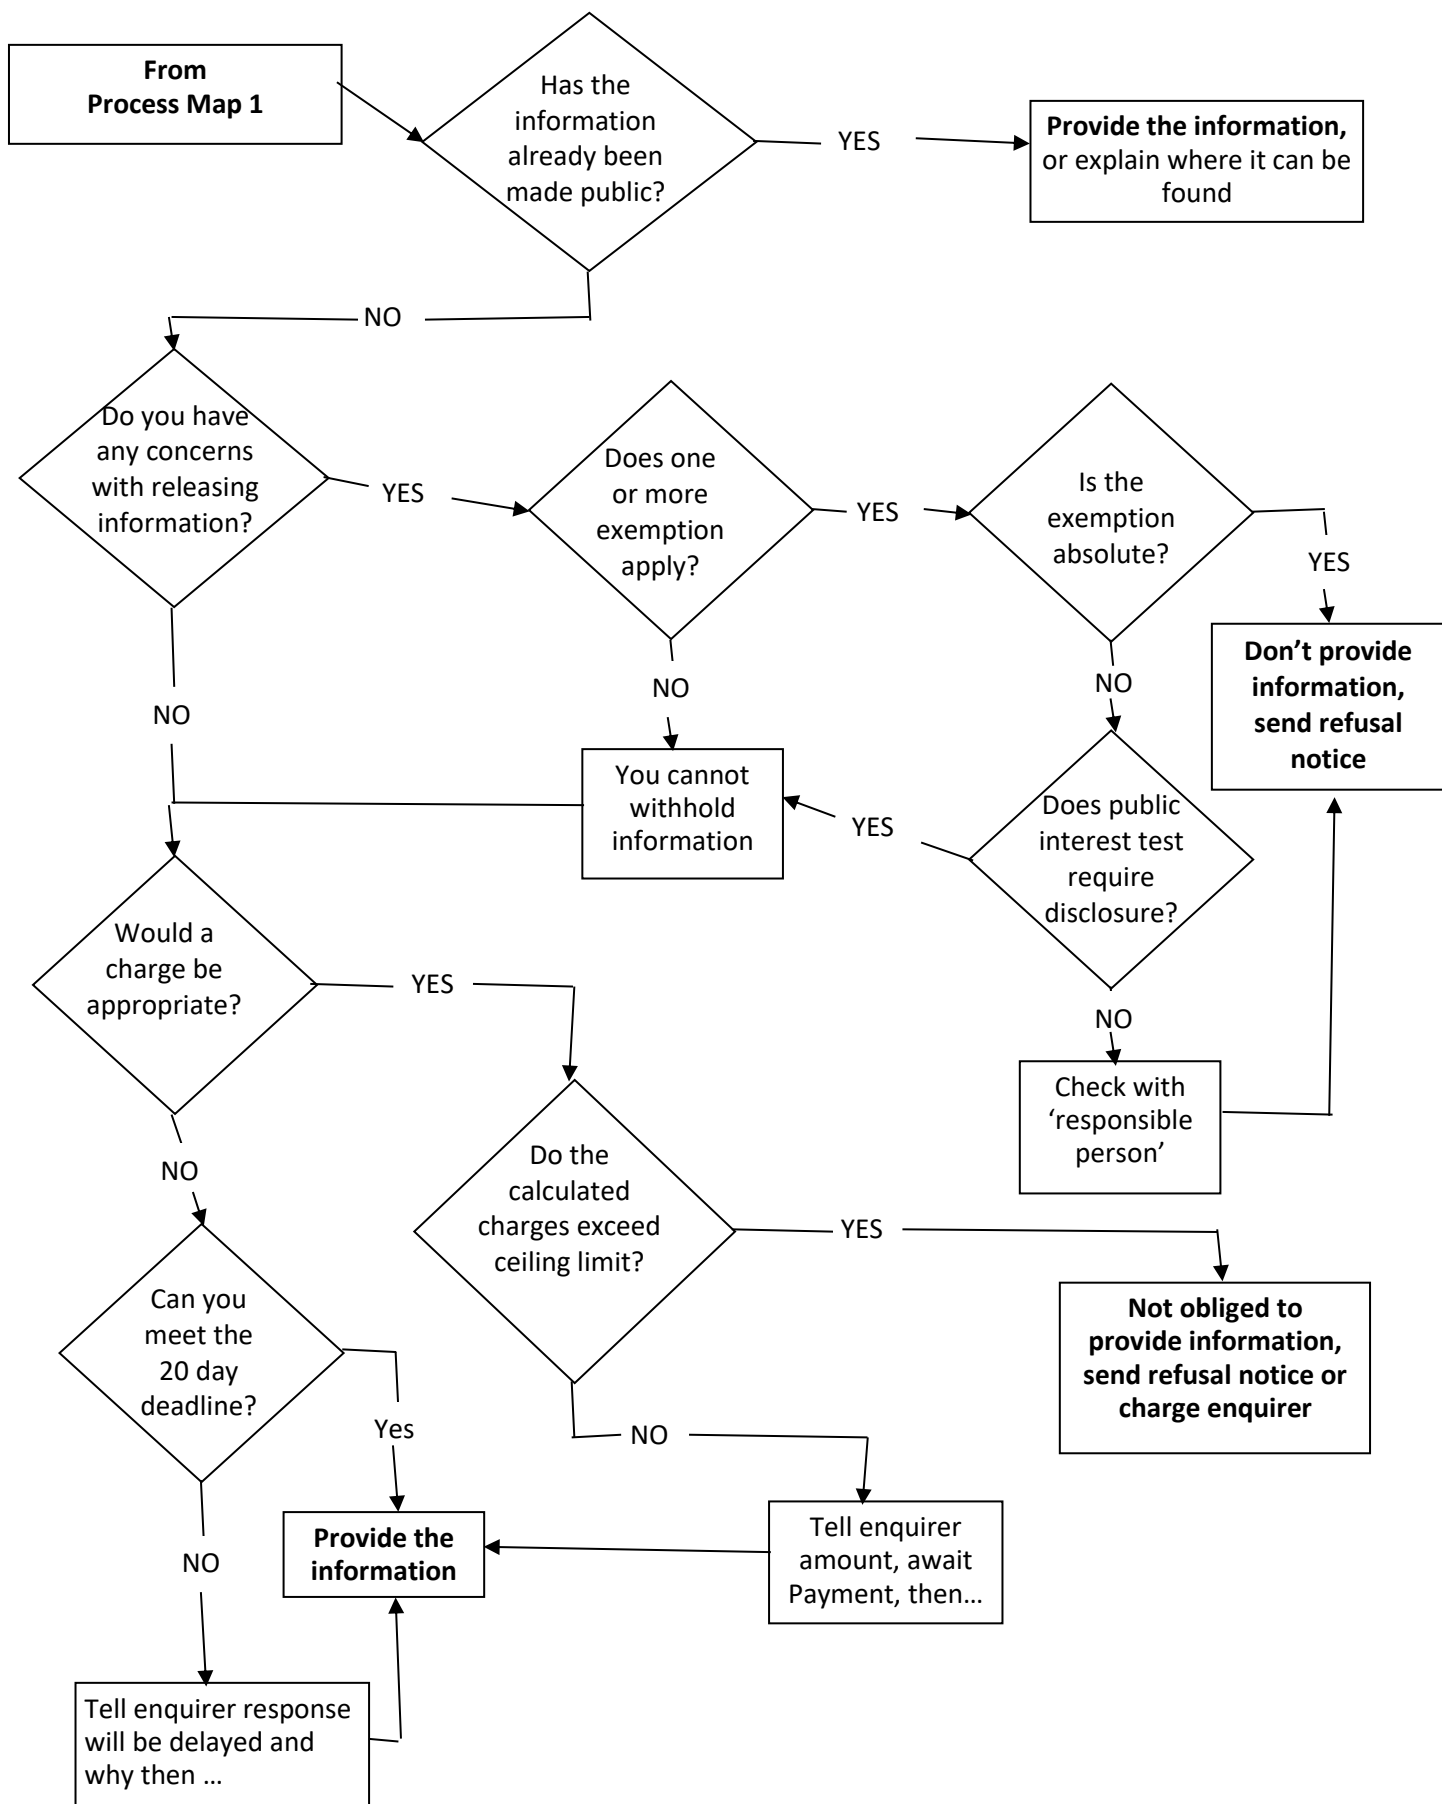 From
Process Map 1
Has the
information
already been
made public?
YES
Provide the information,
or explain where it can be
found
NO
Do you have
any concerns
with releasing
information?
YES
Does one
or more
exemption
apply?
YES
Is the
exemption
absolute?
YES
Don’t provide
information,
send refusal
notice
NO
NO
NO
You cannot
withhold
information
YES
Does public
interest test
require
disclosure?
NO
Check with
‘responsible
person’
Would a
charge be
appropriate?
YES
NO
Do the
calculated
charges exceed
ceiling limit?
YES
Not obliged to
provide information,
send refusal notice or
charge enquirer
Can you
meet the
20 day
deadline?
Yes
NO
NO
Provide the
information
Tell enquirer
amount, await
Payment, then…
Tell enquirer response
will be delayed and
why then …